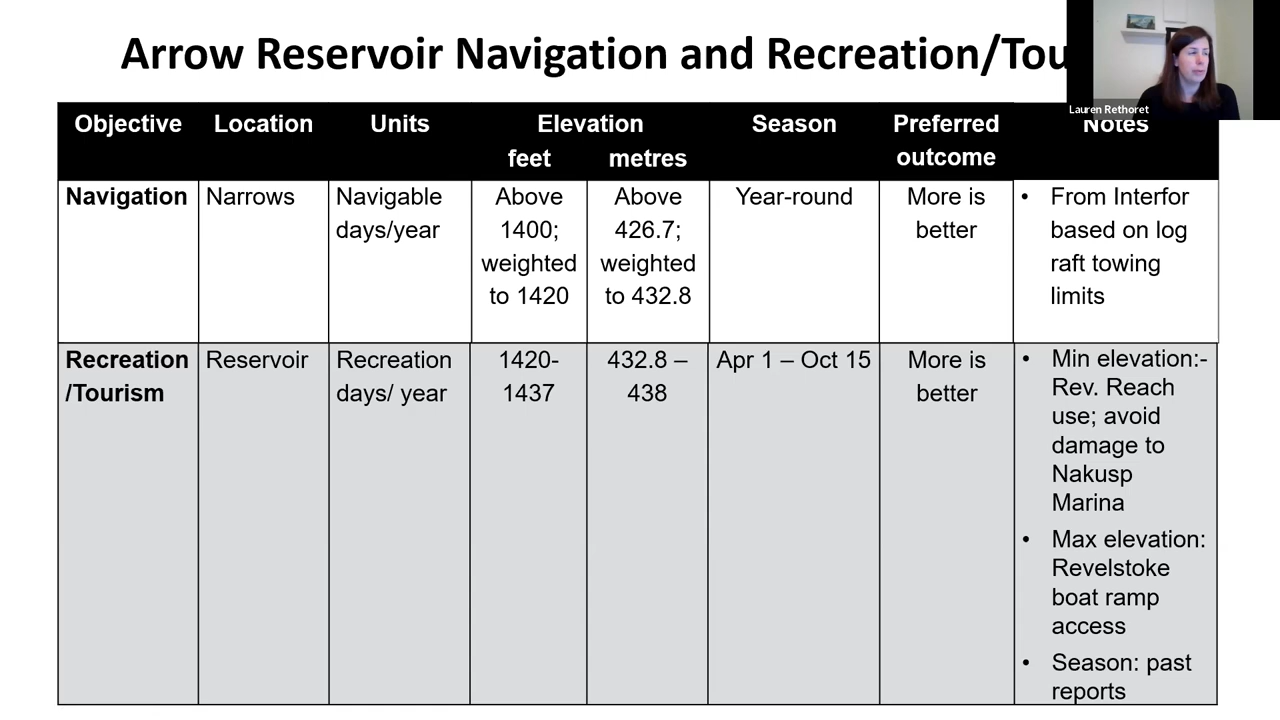 Arrow Reservoir Navigation and Recreation/Tou
Lauren Rethoret
Objective Location Units Elevation Season Preferred Notes
feet metres outcome
Navigation Narrows Navigable Above Above Year-round More is • From Interfor
days/year 1400; 426.7; better based on log
weighted weighted raft towing
to 1420 to 432.8 limits
Recreation Reservoir Recreation 1420- 432.8 – Apr 1 – Oct 15 More is • Min elevation:-
/Tourism days/ year 1437 438 better Rev. Reach
use; avoid
damage to
Nakusp
Marina
• Max elevation:
Revelstoke
boat ramp
access
• Season: past
reports